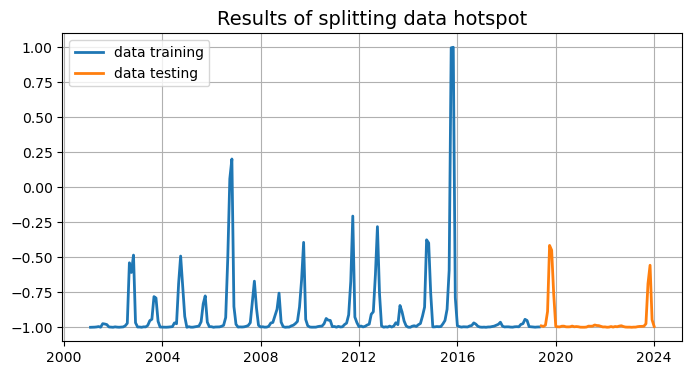 Results of splitting data hotspot
data training
data testing
1.00
0.75
0.50
0.25
0.00
−0.25
−0.50
−0.75
−1.00
2000 2004 2008 2012 2016 2020 2024